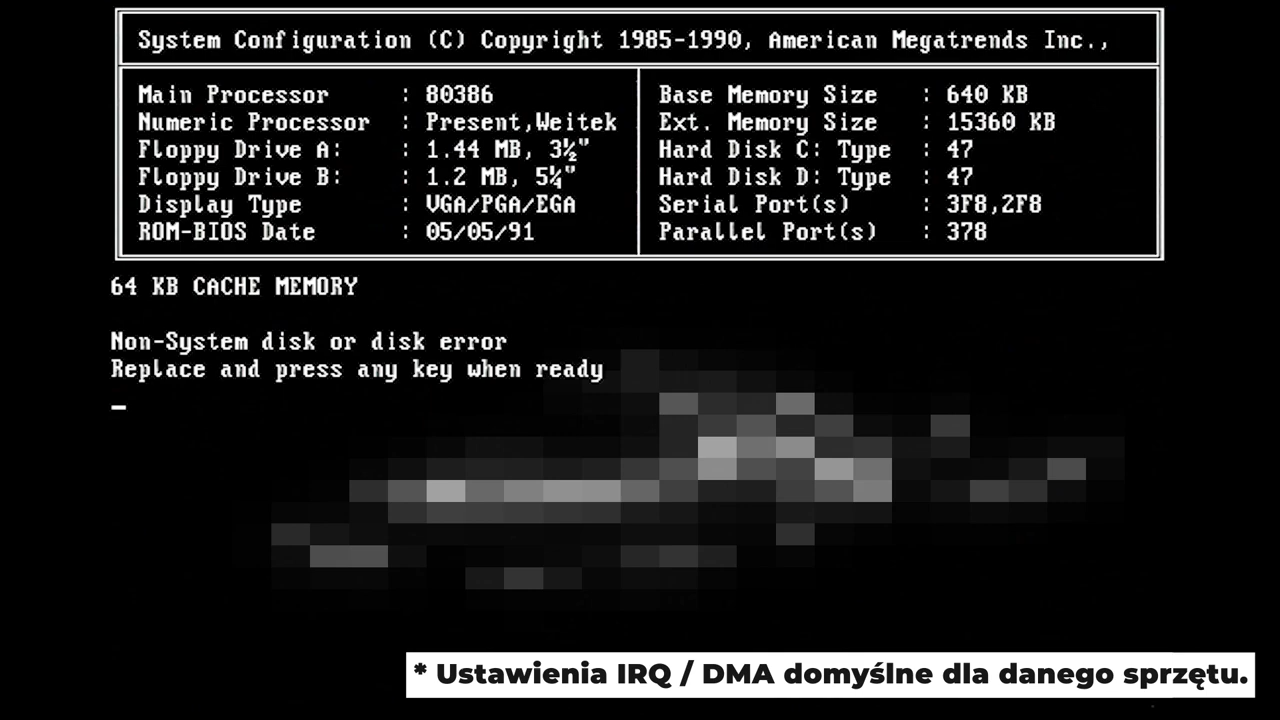 System Configuration (C) Copyright 1985-1990, American Megatrends Inc.,
Main Processor : 80386
Numeric Processor : Present,Weitek
Floppy Drive A: : 1.44 MB, 3½"
Floppy Drive B: : 1.2 MB, 5¼"
Display Type : VGA/PGA/EGA
ROM-BIOS Date : 05/05/91
Base Memory Size : 640 KB
Ext. Memory Size : 15360 KB
Hard Disk C: Type : 47
Hard Disk D: Type : 47
Serial Port(s) : 3F8,2F8
Parallel Port(s) : 378
64 KB CACHE MEMORY
Non-System disk or disk error
Replace and press any key when ready
* Ustawienia IRQ / DMA domyślne dla danego sprzętu.